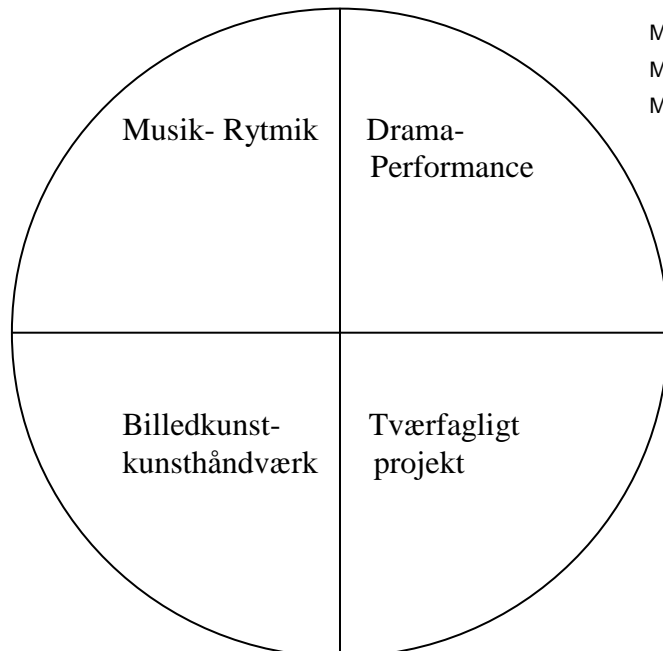 Musik- Rytmik
Drama-
Performance
Billedkunst-
kunsthåndværk
Tværfagligt
projekt
M
M
M